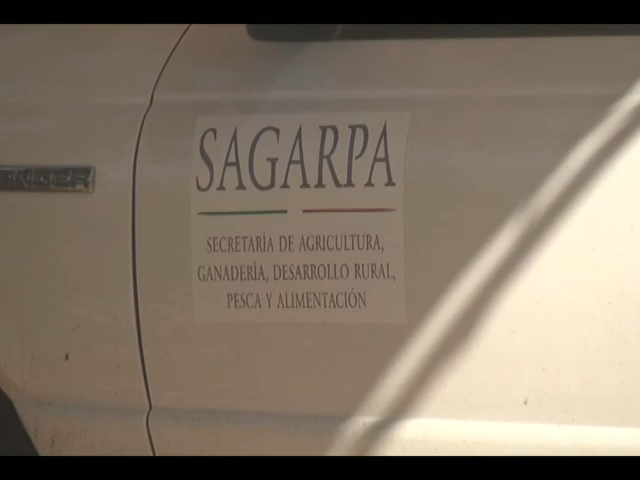 SAGARPA
SECRETARÍA DE AGRICULTURA,
GANADERÍA, DESARROLLO RURAL,
PESCA Y ALIMENTACIÓN